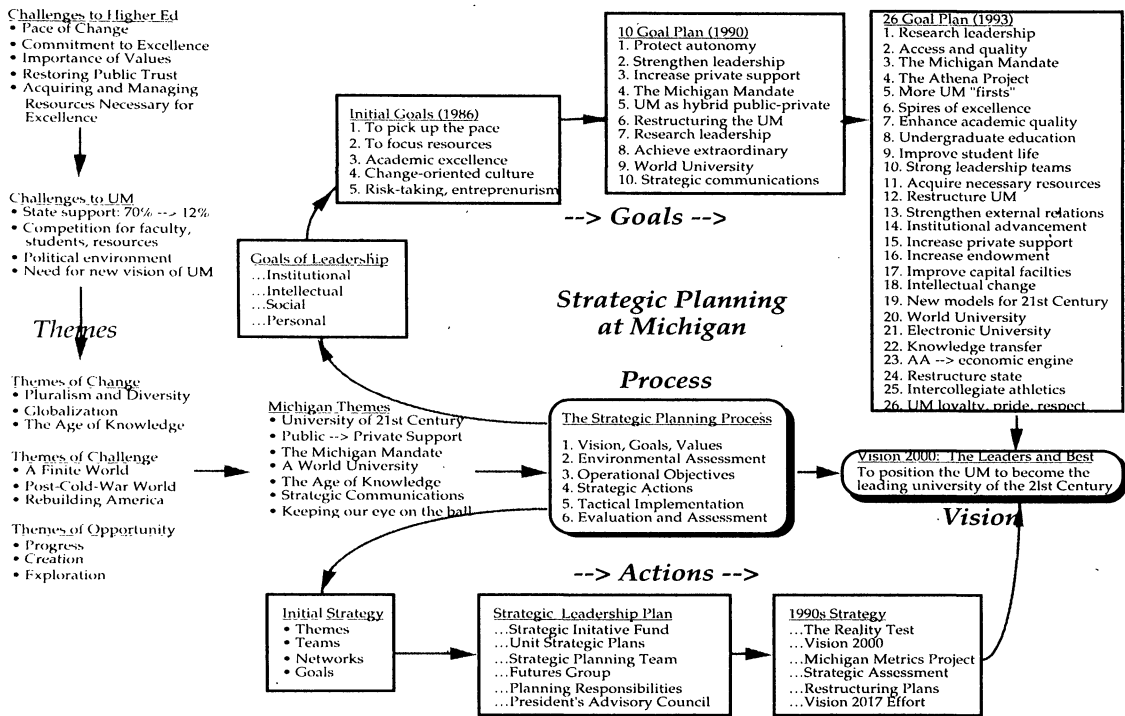 Challenges to Higher Ed
• Pace of Change
• Commitment to Excellence
• Importance of Values
• Restoring Public Trust
• Acquiring and Managing
Resources Necessary for
Excellence
Challenges to UM
• State support: 70% --> 12%
• Competition for faculty,
students, resources
• Political environment
• Need for new vision of UM
Themes
Themes of Change
• Pluralism and Diversity
• Globalization
• The Age of Knowledge
Themes of Challenge
• A Finite World
• Post-Cold-War World
• Rebuilding America
Themes of Opportunity
• Progress
• Creation
• Exploration
Goals of Leadership
...Institutional
...Intellectual
...Social
...Personal
Initial Goals (1986)
1. To pick up the pace
2. To focus resources
3. Academic excellence
4. Change-oriented culture
5. Risk-taking, entreprenurism
10 Goal Plan (1990)
1. Protect autonomy
2. Strengthen leadership
3. Increase private support
4. The Michigan Mandate
5. UM as hybrid public-private
6. Restructuring the UM
7. Research leadership
8. Achieve extraordinary
9. World University
10. Strategic communications
26 Goal Plan (1993)
1. Research leadership
2. Access and quality
3. The Michigan Mandate
4. The Athena Project
5. More UM "firsts"
6. Spires of excellence
7. Enhance academic quality
8. Undergraduate education
9. Improve student life
10. Strong leadership teams
11. Acquire necessary resources
12. Restructure UM
13. Strengthen external relations
14. Institutional advancement
15. Increase private support
16. Increase endowment
17. Improve capital facilties
18. Intellectual change
19. New models for 21st Century
20. World University
21. Electronic University
22. Knowledge transfer
23. AA --> economic engine
24. Restructure state
25. Intercollegiate athletics
26. UM loyalty, pride, respect
--> Goals -->
Strategic Planning
at Michigan
Process
Michigan Themes
• University of 21st Century
• Public --> Private Support
• The Michigan Mandate
• A World University
• The Age of Knowledge
• Strategic Communications
• Keeping our eye on the ball
The Strategic Planning Process
1. Vision, Goals, Values
2. Environmental Assessment
3. Operational Objectives
4. Strategic Actions
5. Tactical Implementation
6. Evaluation and Assessment
Vision 2000: The Leaders and Best
To position the UM to become the
leading university of the 21st Century
Vision
--> Actions -->
Initial Strategy
• Themes
• Teams
• Networks
• Goals
Strategic Leadership Plan
...Strategic Initative Fund
...Unit Strategic Plans
...Strategic Planning Team
...Futures Group
...Planning Responsibilities
...President's Advisory Council
1990s Strategy
...The Reality Test
...Vision 2000
...Michigan Metrics Project
...Strategic Assessment
...Restructuring Plans
...Vision 2017 Effort